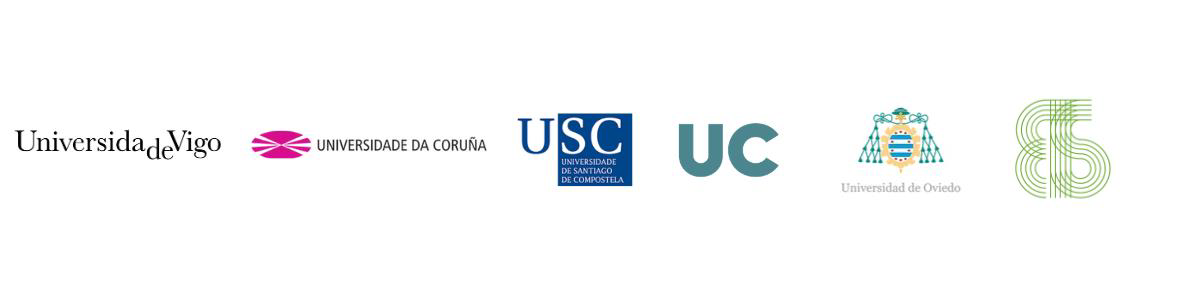 Universidade Vigo
UNIVERSIDADE DA CORUÑA
USC
UNIVERSIDADE
DE SANTIAGO
DE COMPOSTELA
UC
Universidad de Oviedo